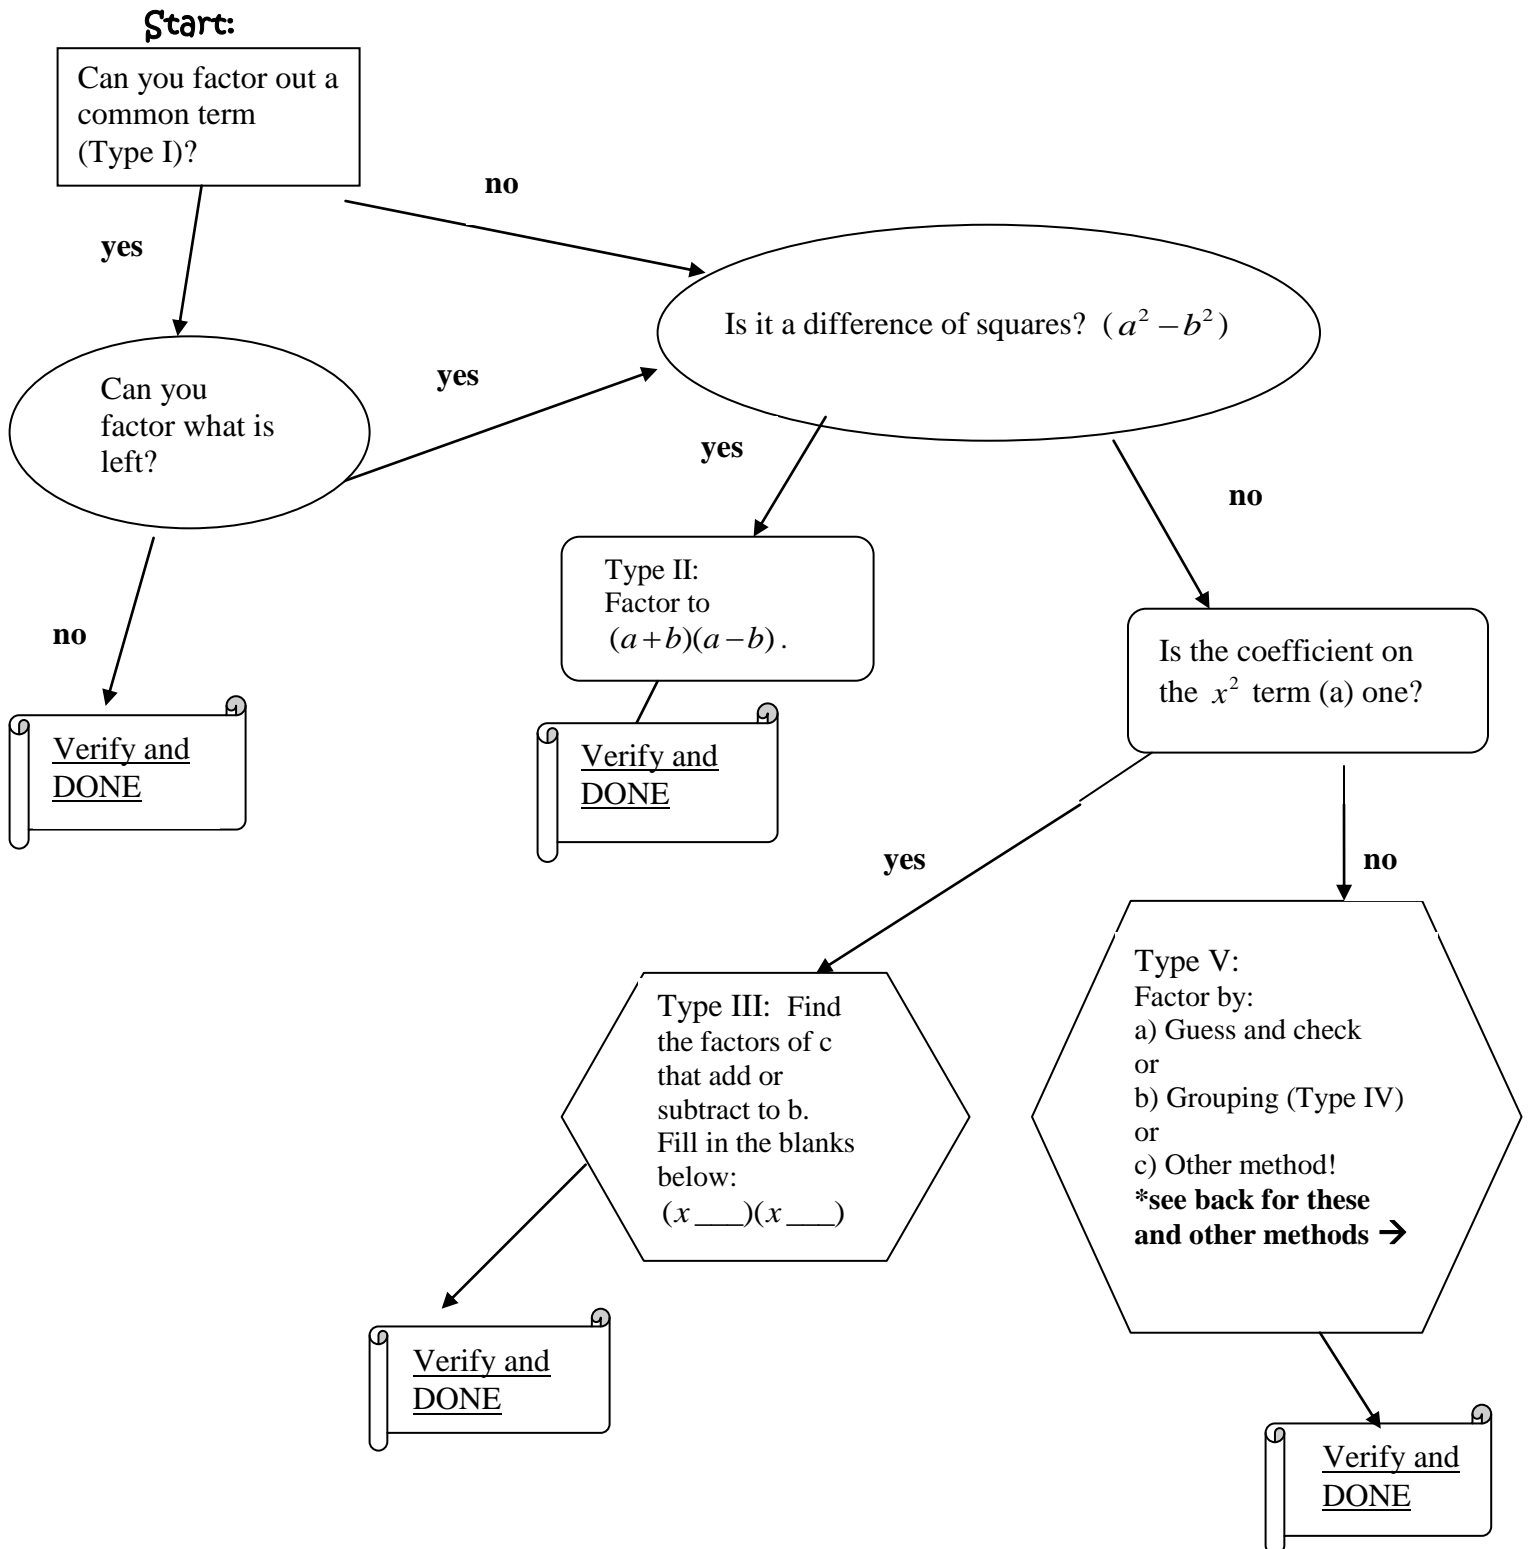 Start:
Can you factor out a
common term
(Type I)?
no
yes
Is it a difference of squares? (a² − b²)
Can you
factor what is
left?
yes
yes
no
Type II:
Factor to
(a+b)(a−b).
no
Is the coefficient on
the x² term (a) one?
Verify and
DONE
Verify and
DONE
yes
no
Type III: Find
the factors of c
that add or
subtract to b.
Fill in the blanks
below:
(x ___)(x ___)
Type V:
Factor by:
a) Guess and check
or
b) Grouping (Type IV)
or
c) Other method!
*see back for these
and other methods →
Verify and
DONE
Verify and
DONE